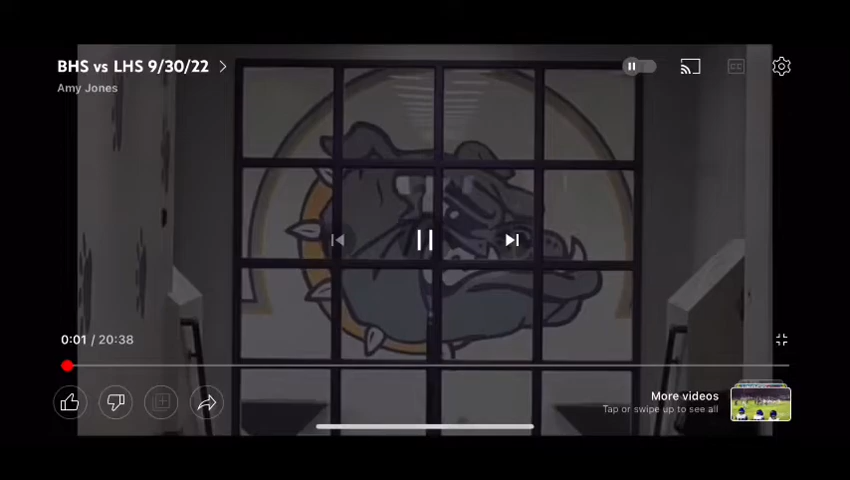 BHS vs LHS 9/30/22
CC
Amy Jones
0:01 / 20:38
More videos
Tap or swipe up to see all